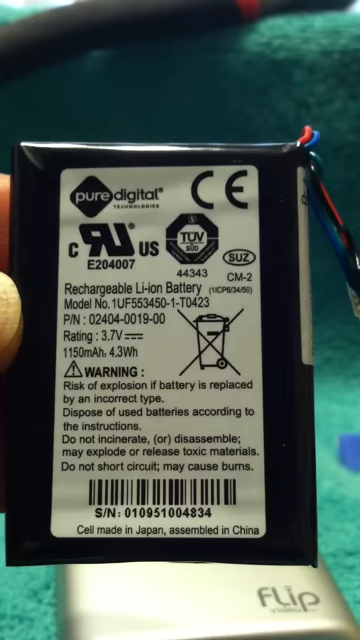 pure digital®
TECHNOLOGIES
CE
c RU US
E204007
TÜV
SÜD
44343
SUZ
CM-2
Rechargeable Li-ion Battery (1ICP6/34/50)
Model No.1UF553450-1-T0423
P/N : 02404-0019-00
Rating : 3.7V
1150mAh, 4.3Wh
WARNING :
Risk of explosion if battery is replaced
by an incorrect type.
Dispose of used batteries according to
the instructions.
Do not incinerate, (or) disassemble;
may explode or release toxic materials.
Do not short circuit; may cause burns.
S/N: 010951004834
Cell made in Japan, assembled in China
flip
VIDEO